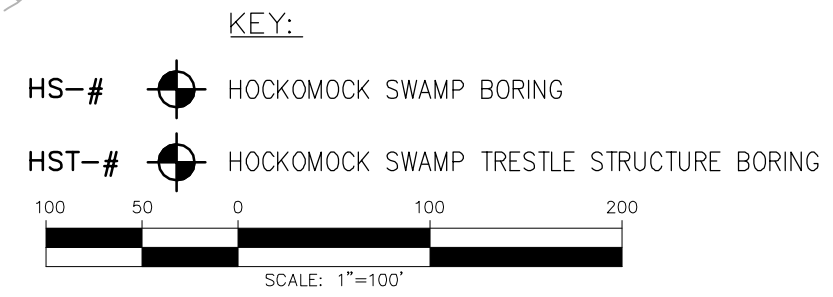 KEY:
HS-# HOCKOMOCK SWAMP BORING
HST-# HOCKOMOCK SWAMP TRESTLE STRUCTURE BORING
100 50 0 100 200
SCALE: 1"=100'